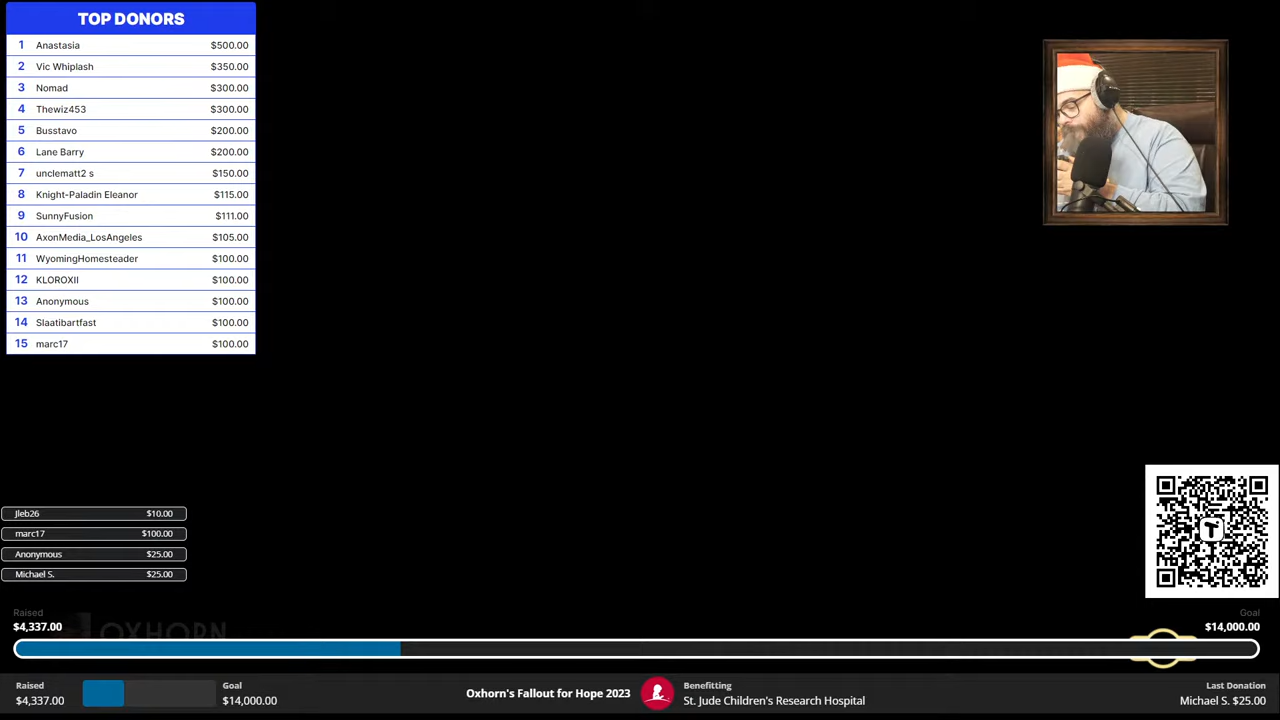 TOP DONORS
1 Anastasia $500.00
2 Vic Whiplash $350.00
3 Nomad $300.00
4 Thewiz453 $300.00
5 Busstavo $200.00
6 Lane Barry $200.00
7 unclematt2 s $150.00
8 Knight-Paladin Eleanor $115.00
9 SunnyFusion $111.00
10 AxonMedia_LosAngeles $105.00
11 WyomingHomesteader $100.00
12 KLOROXII $100.00
13 Anonymous $100.00
14 Slaatibartfast $100.00
15 marc17 $100.00
Jleb26 $10.00
marc17 $100.00
Anonymous $25.00
Michael S. $25.00
Raised Goal
$4,337.00 OXHORN $14,000.00
Raised Goal Oxhorn's Fallout for Hope 2023 Benefitting Last Donation
$4,337.00 $14,000.00 St. Jude Children's Research Hospital Michael S. $25.00